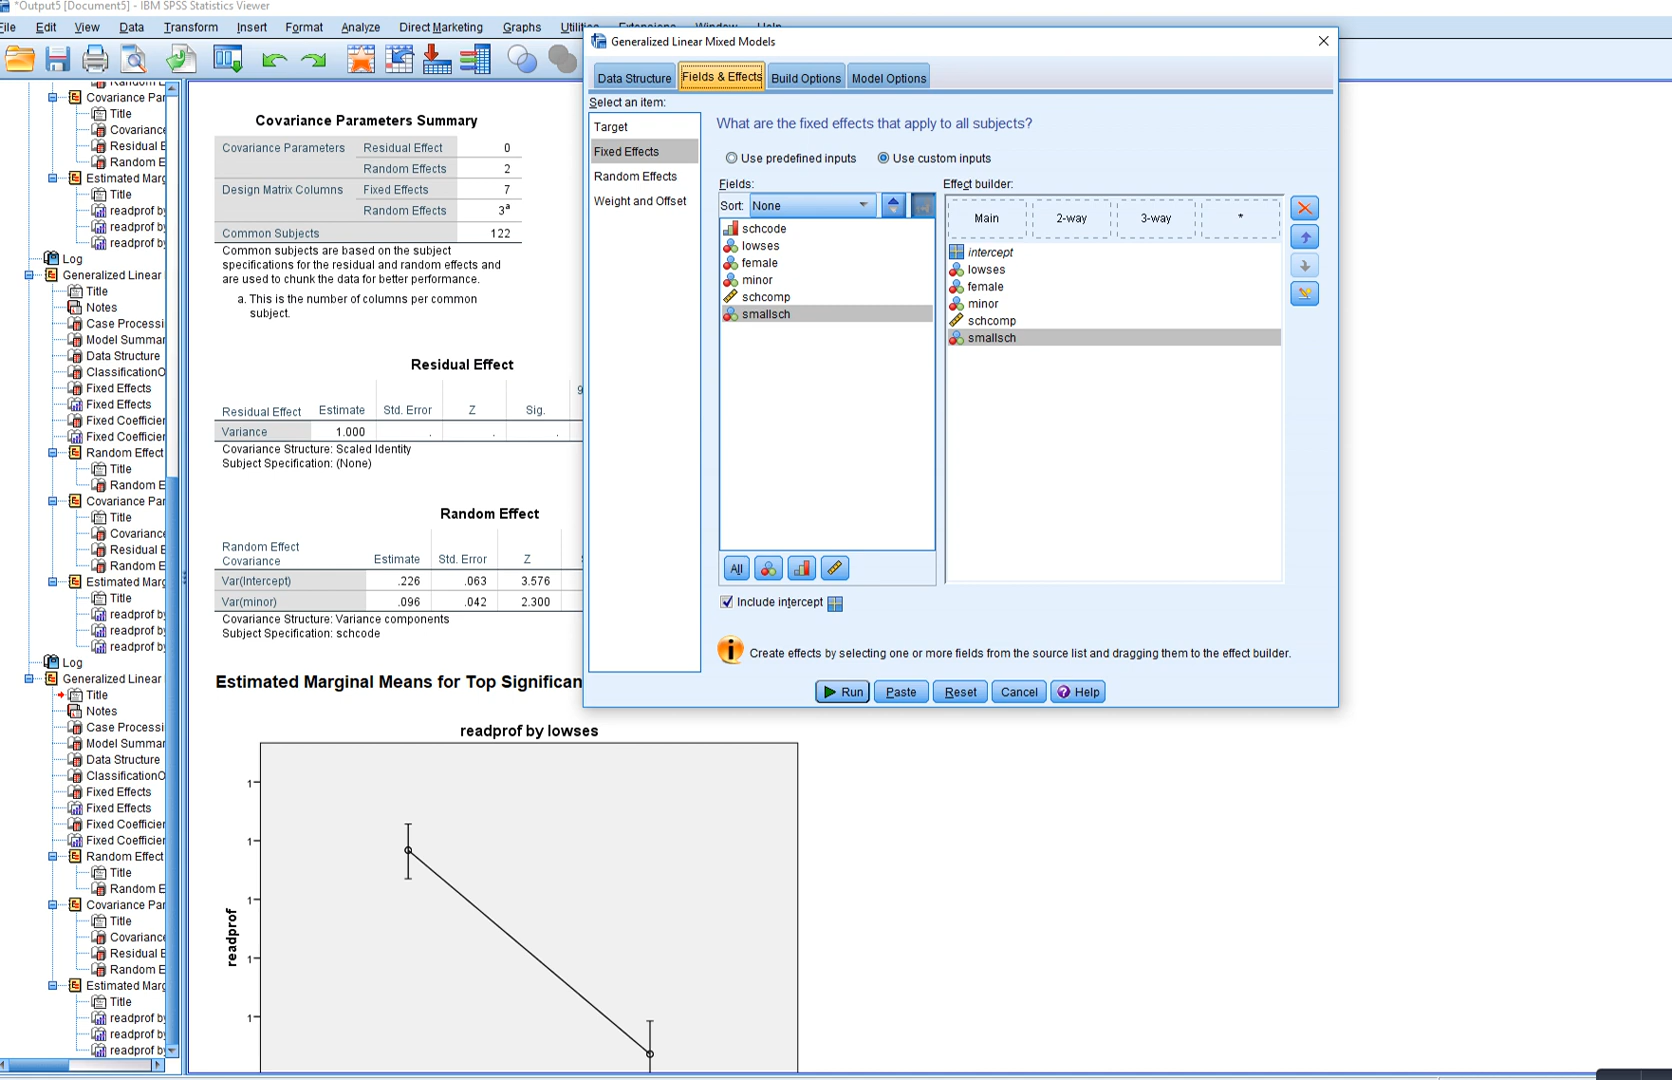 *Output5 [Document5] - IBM SPSS Statistics Viewer
File Edit View Data Transform Insert Format Analyze Direct Marketing Graphs
Covariance Par
Title
Covariance
Residual E
Random E
Estimated Marg
Title
readprof by
readprof by
readprof by
Log
Generalized Linear
Title
Notes
Case Processi
Model Summar
Data Structure
ClassificationO
Fixed Effects
Fixed Effects
Fixed Coefficier
Fixed Coefficier
Random Effect
Title
Random E
Covariance Par
Title
Covariance
Residual E
Random E
Estimated Marg
Title
readprof by
readprof by
readprof by
Log
Generalized Linear
Title
Notes
Case Processi
Model Summar
Data Structure
ClassificationO
Fixed Effects
Fixed Effects
Fixed Coefficier
Fixed Coefficier
Random Effect
Title
Random E
Covariance Par
Title
Covariance
Residual E
Random E
Estimated Marg
Title
readprof by
readprof by
readprof by
Covariance Parameters Summary
Covariance Parameters Residual Effect 0
Random Effects 2
Design Matrix Columns Fixed Effects 7
Random Effects 3a
Common Subjects 122
Common subjects are based on the subject
specifications for the residual and random effects and
are used to chunk the data for better performance.
a. This is the number of columns per common
subject.
Residual Effect
Residual Effect Estimate Std. Error Z Sig.
Variance 1.000 . . .
Covariance Structure: Scaled Identity
Subject Specification: (None)
Random Effect
Random Effect
Covariance Estimate Std. Error Z
Var(Intercept) .226 .063 3.576
Var(minor) .096 .042 2.300
Covariance Structure: Variance components
Subject Specification: schcode
Estimated Marginal Means for Top Significan
readprof by lowses
readprof
1
1
1
1
1
Generalized Linear Mixed Models
Data Structure Fields & Effects Build Options Model Options
Select an item:
Target
Fixed Effects
Random Effects
Weight and Offset
What are the fixed effects that apply to all subjects?
Use predefined inputs Use custom inputs
Fields:
Sort: None
schcode
lowses
female
minor
schcomp
smallsch
All
Effect builder:
Main 2-way 3-way *
intercept
lowses
female
minor
schcomp
smallsch
Include intercept
Create effects by selecting one or more fields from the source list and dragging them to the effect builder.
Run Paste Reset Cancel Help